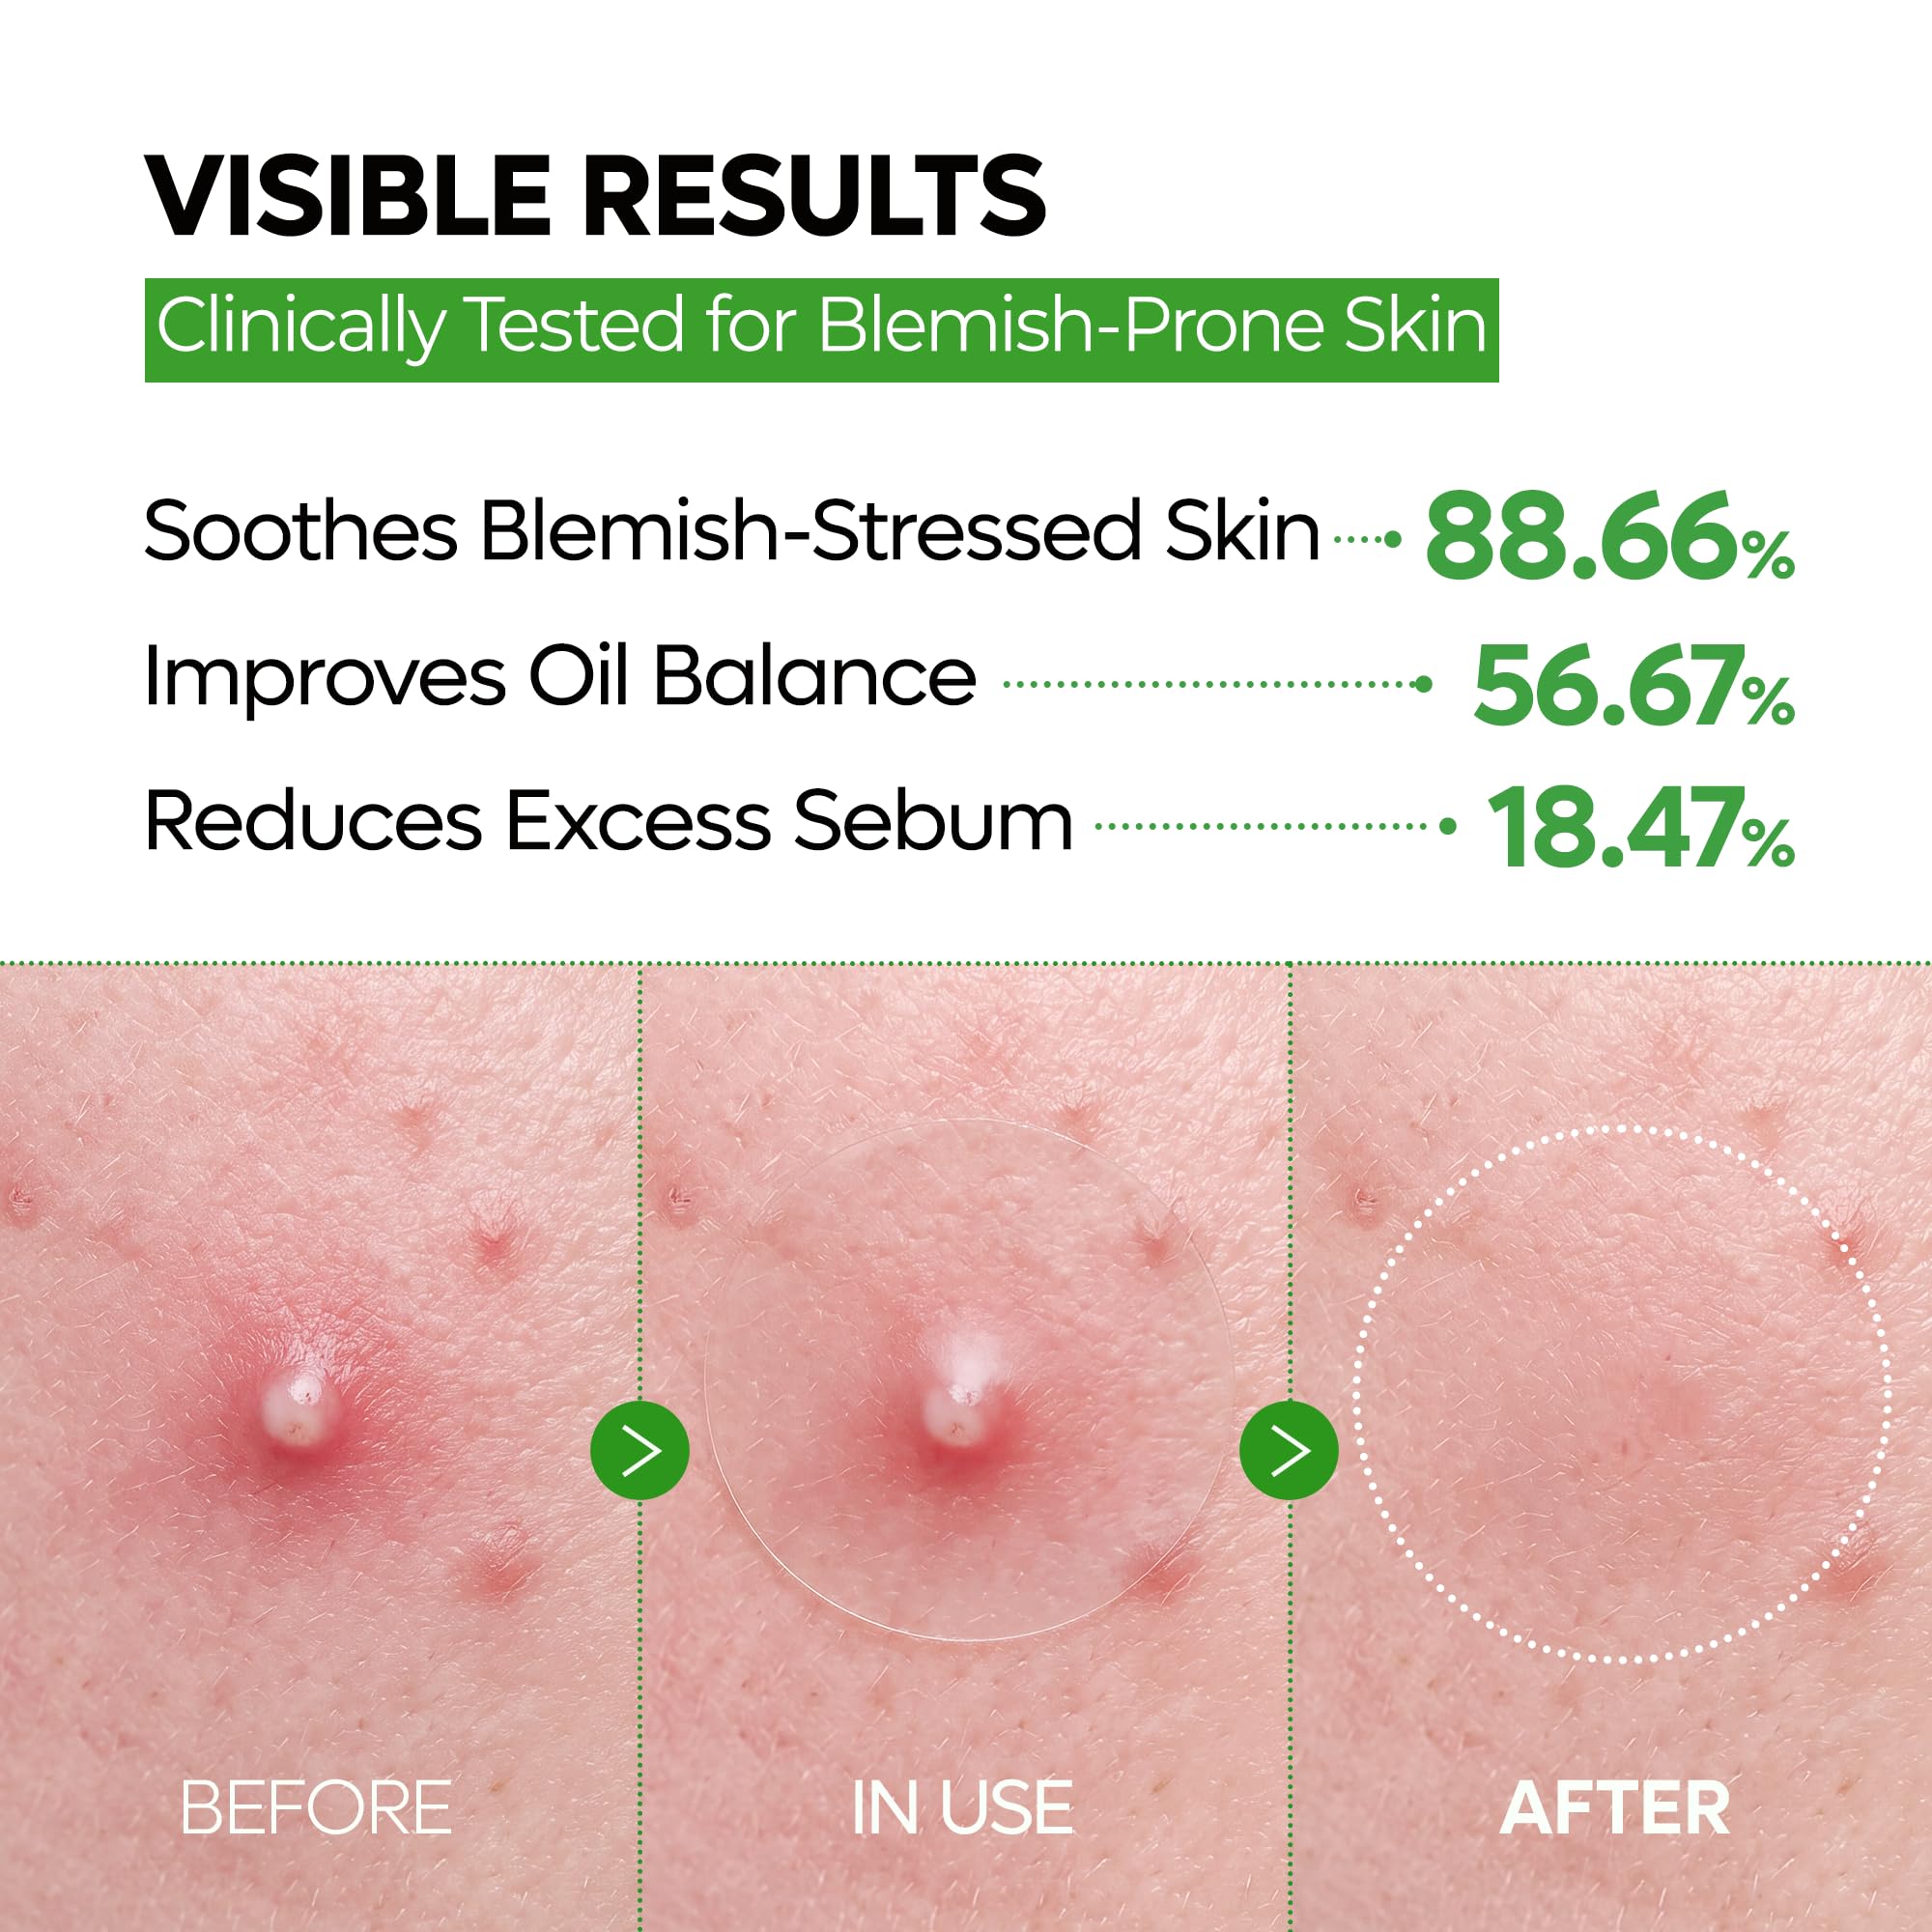 VISIBLE RESULTS
Clinically Tested for Blemish-Prone Skin
Soothes Blemish-Stressed Skin 88.66%
Improves Oil Balance 56.67%
Reduces Excess Sebum 18.47%
BEFORE
IN USE
AFTER